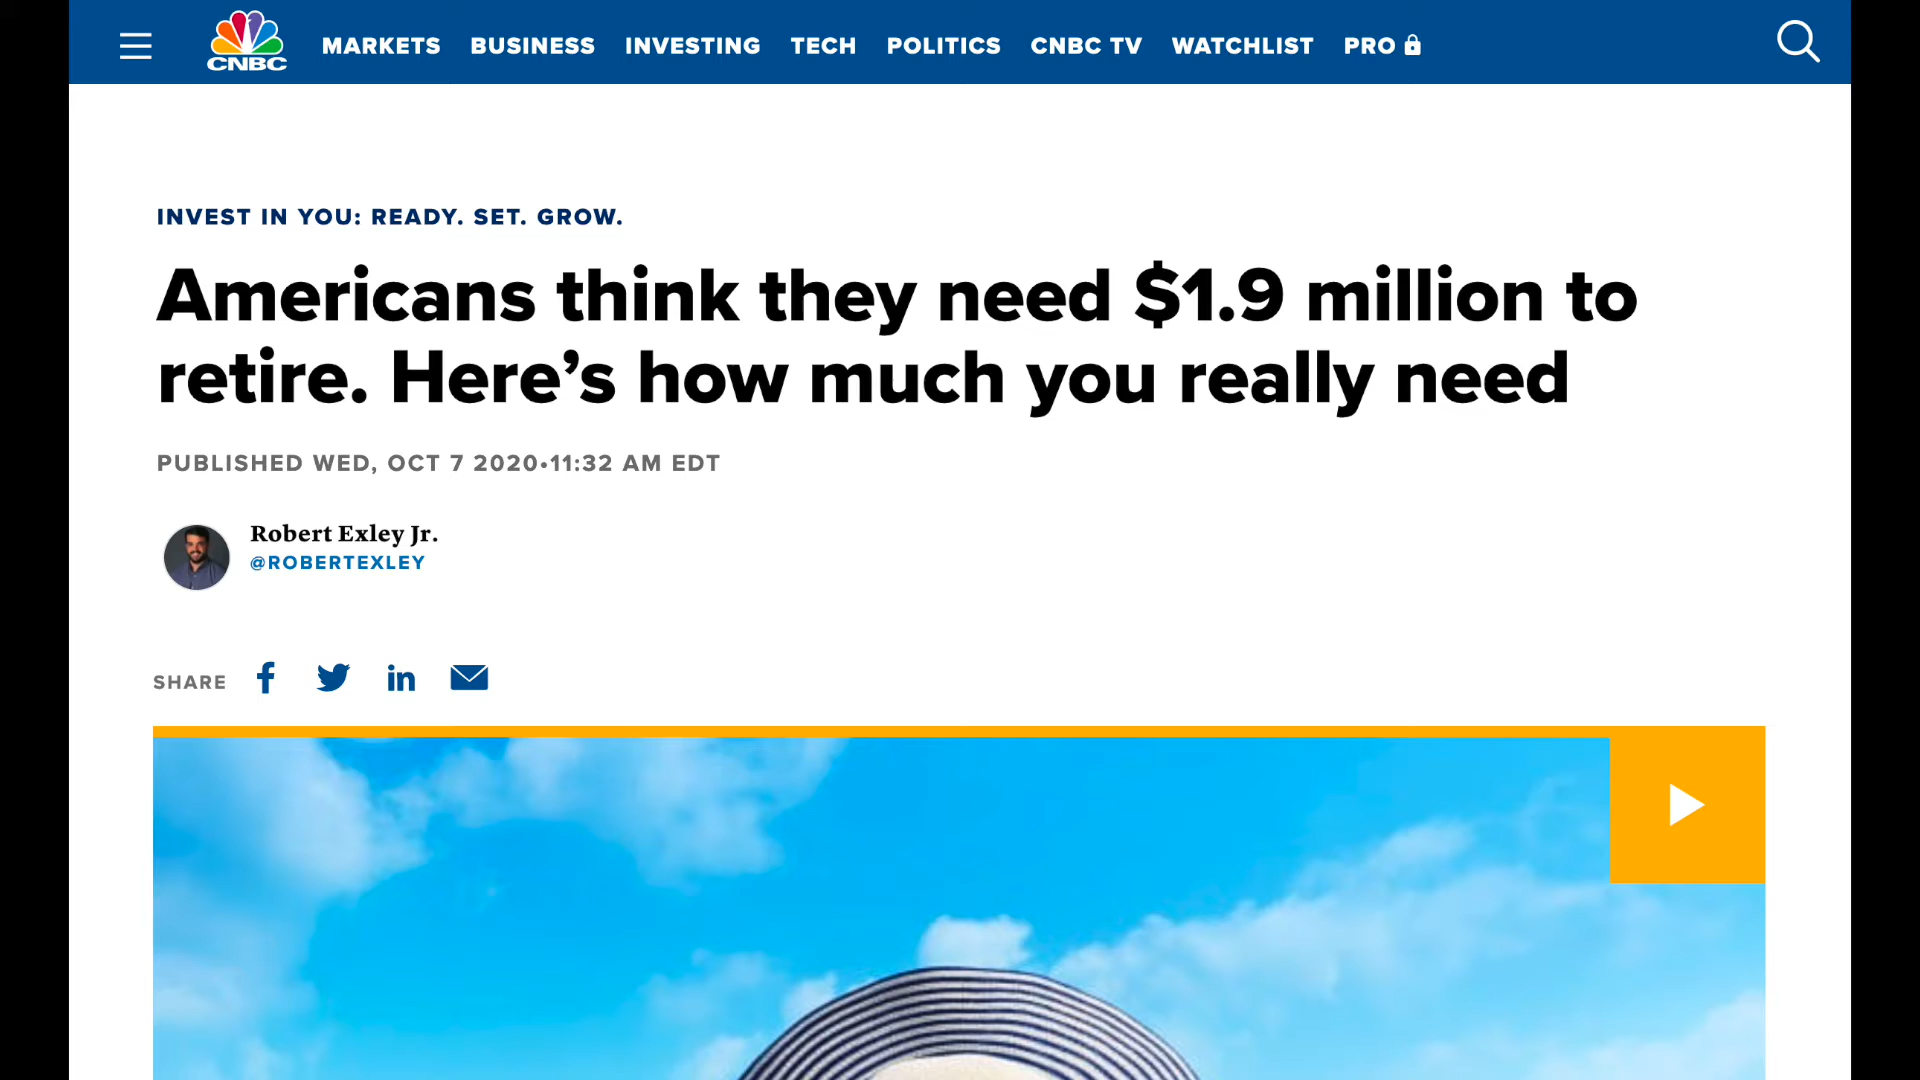 CNBC
MARKETS BUSINESS INVESTING TECH POLITICS CNBC TV WATCHLIST PRO
INVEST IN YOU: READY. SET. GROW.
Americans think they need $1.9 million to
retire. Here’s how much you really need
PUBLISHED WED, OCT 7 2020•11:32 AM EDT
Robert Exley Jr.
@ROBERTEXLEY
SHARE